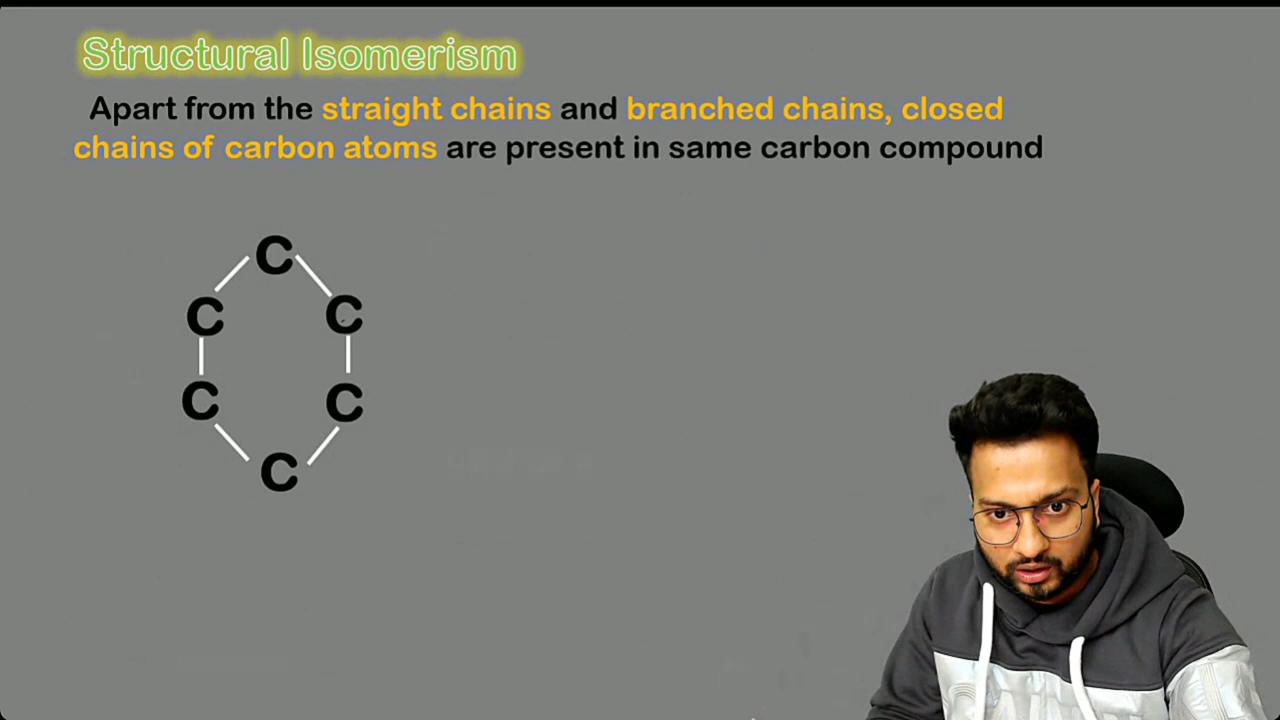 Structural Isomerism
Apart from the straight chains and branched chains, closed
chains of carbon atoms are present in same carbon compound
C
C C
C C
C